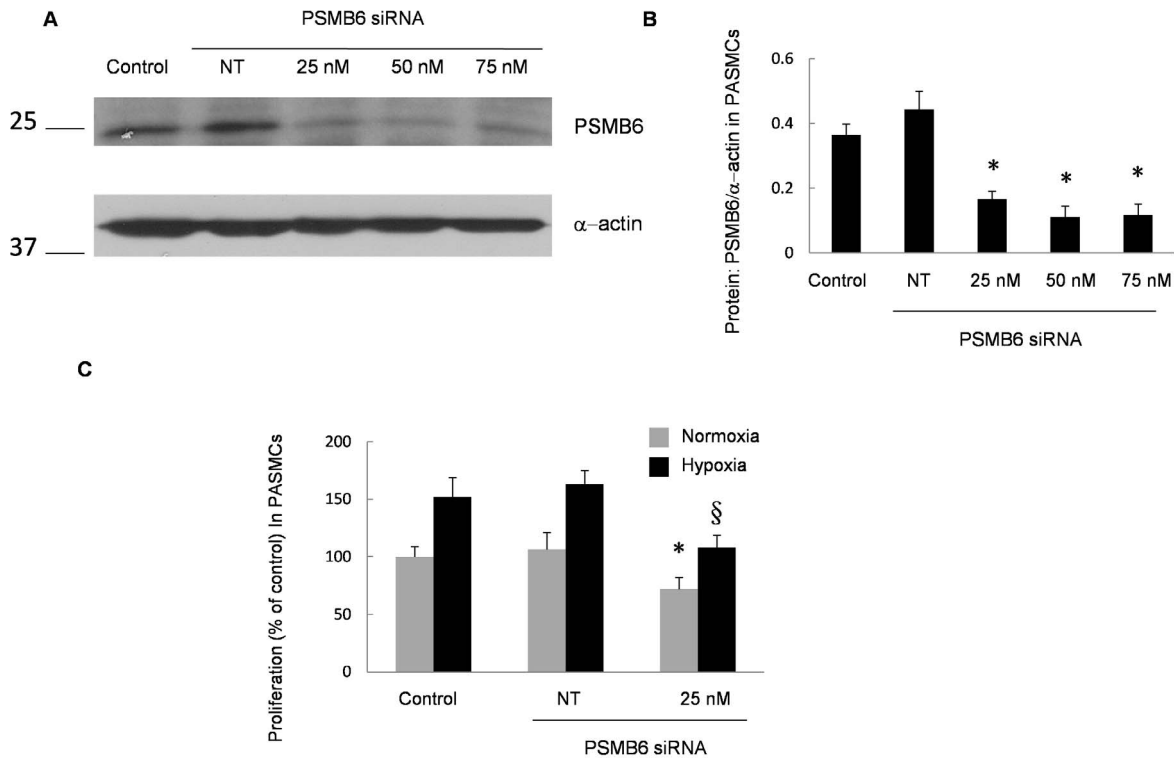 A
PSMB6 siRNA
Control NT 25 nM 50 nM 75 nM
25
PSMB6
α−actin
37
B
Protein: PSMB6/α−actin in PASMCs
0.6
0.4
0.2
0
* * *
Control NT 25 nM 50 nM 75 nM
PSMB6 siRNA
C
Proliferation (% of control) In PASMCs
200
150
100
50
0
Normoxia
Hypoxia
* §
Control NT 25 nM
PSMB6 siRNA